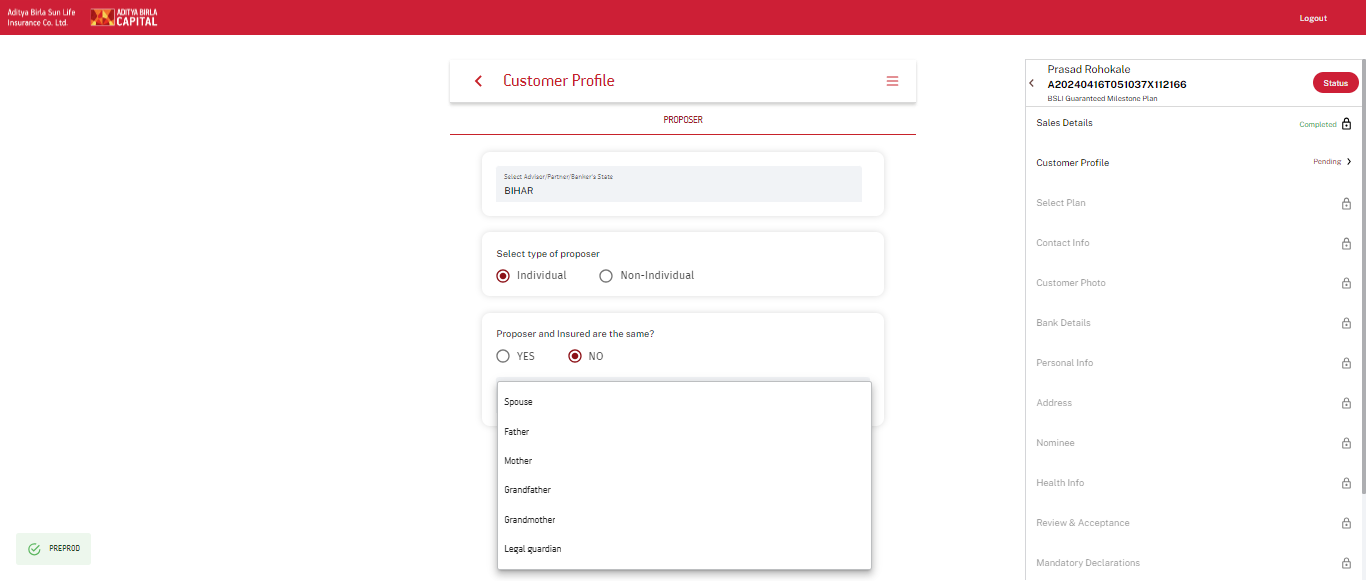 Aditya Birla Sun Life
Insurance Co. Ltd.
ADITYA BIRLA
CAPITAL
Logout
Customer Profile
PROPOSER
Select Advisor/Partner/Banker's State
BIHAR
Select type of proposer
Individual
Non-Individual
Proposer and Insured are the same?
YES
NO
Spouse
Father
Mother
Grandfather
Grandmother
Legal guardian
PREPROD
Prasad Rohokale
A20240416T051037X112166
BSLI Guaranteed Milestone Plan
Status
Sales Details
Completed
Customer Profile
Pending
Select Plan
Contact Info
Customer Photo
Bank Details
Personal Info
Address
Nominee
Health Info
Review & Acceptance
Mandatory Declarations